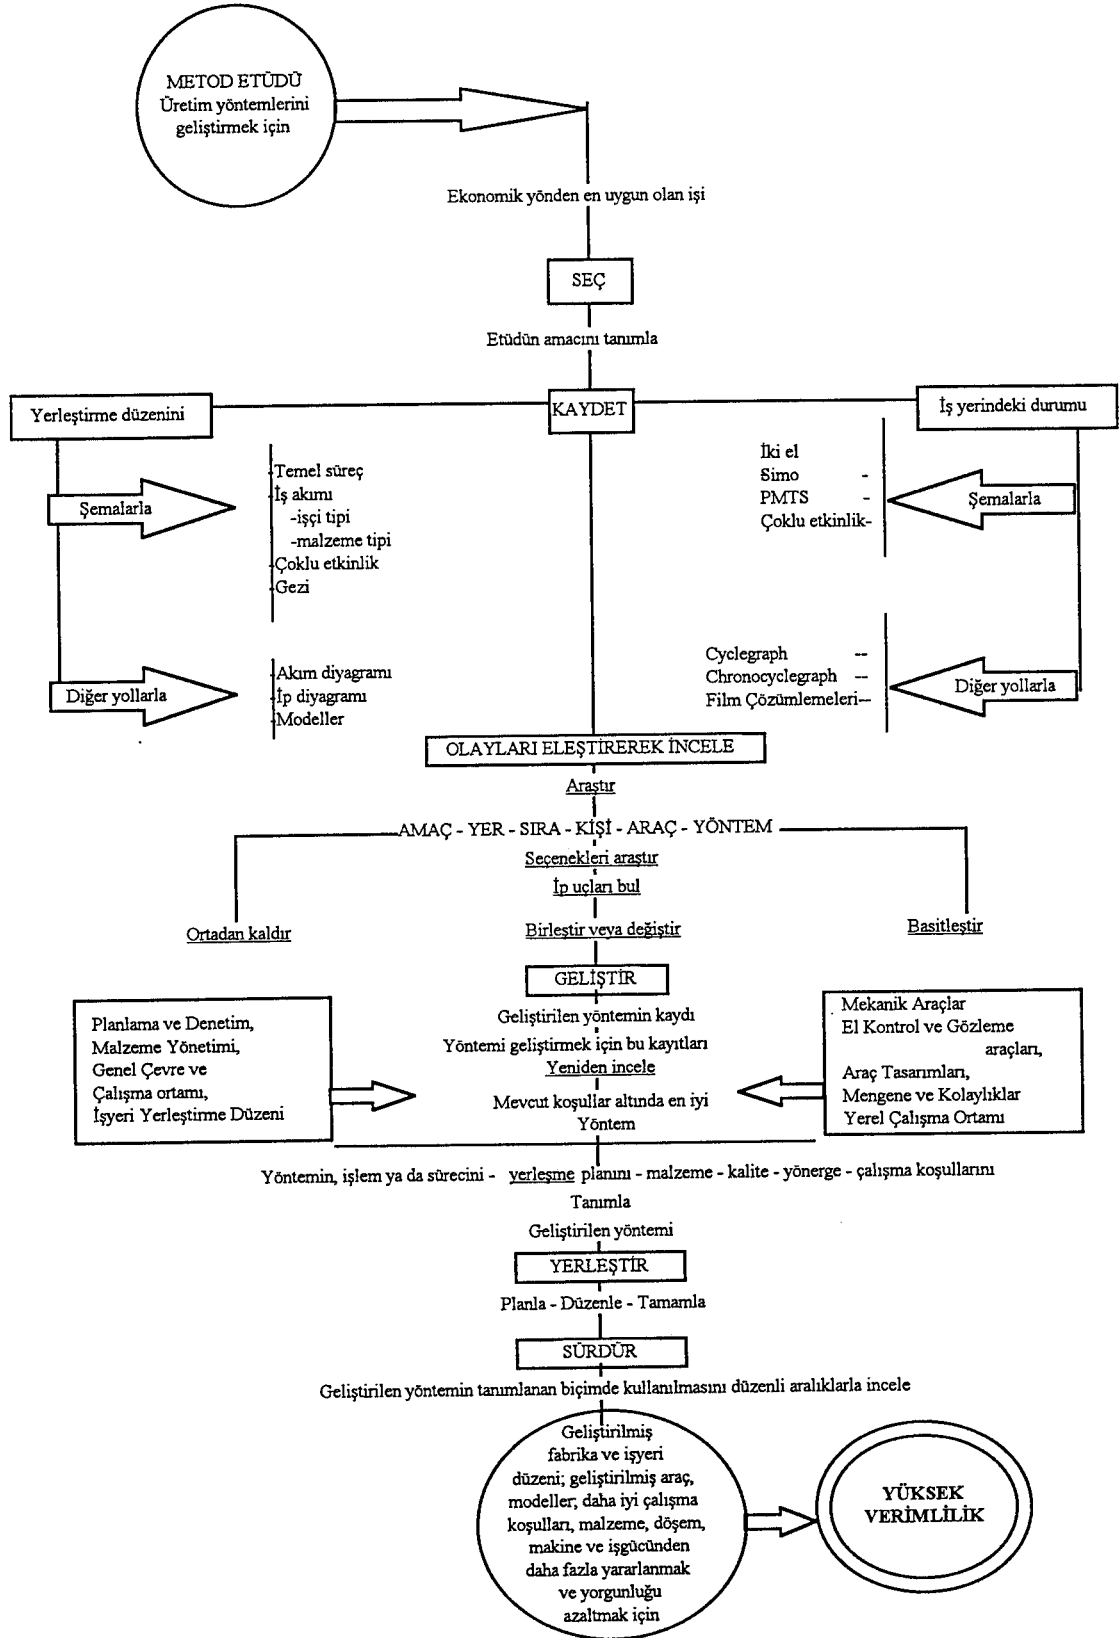 METOD ETÜDÜ
Üretim yöntemlerini
geliştirmek için
Ekonomik yönden en uygun olan işi
SEÇ
Etüdün amacını tanımla
KAYDET
Yerleştirme düzenini
Şemalarla
-Temel süreç
-İş akımı
-işçi tipi
-malzeme tipi
-Çoklu etkinlik
-Gezi
Diğer yollarla
-Akım diyagramı
-İp diyagramı
-Modeller
İş yerindeki durumu
İki el
Simo -
PMTS -
Çoklu etkinlik-
Şemalarla
Cyclegraph --
Chronocyclegraph --
Film Çözümlemeleri--
Diğer yollarla
OLAYLARI ELEŞTİREREK İNCELE
Araştır
AMAÇ - YER - SIRA - KİŞİ - ARAÇ - YÖNTEM
Seçenekleri araştır
İp uçları bul
Ortadan kaldır
Birleştir veya değiştir
Basitleştir
GELİŞTİR
Planlama ve Denetim,
Malzeme Yönetimi,
Genel Çevre ve
Çalışma ortamı,
İşyeri Yerleştirme Düzeni
Geliştirilen yöntemin kaydı
Yöntemi geliştirmek için bu kayıtları
Yeniden incele
Mevcut koşullar altında en iyi
Yöntem
Mekanik Araçlar
El Kontrol ve Gözleme
araçları,
Araç Tasarımları,
Mengene ve Kolaylıklar
Yerel Çalışma Ortamı
Yöntemin, işlem ya da sürecini - yerleşme planını - malzeme - kalite - yönerge - çalışma koşullarını
Tanımla
Geliştirilen yöntemi
YERLEŞTİR
Planla - Düzenle - Tamamla
SÜRDÜR
Geliştirilen yöntemin tanımlanan biçimde kullanılmasını düzenli aralıklarla incele
Geliştirilmiş
fabrika ve işyeri
düzeni; geliştirilmiş araç,
modeller; daha iyi çalışma
koşulları, malzeme, döşem,
makine ve işgücünden
daha fazla yararlanmak
ve yorgunluğu
azaltmak için
YÜKSEK
VERİMLİLİK